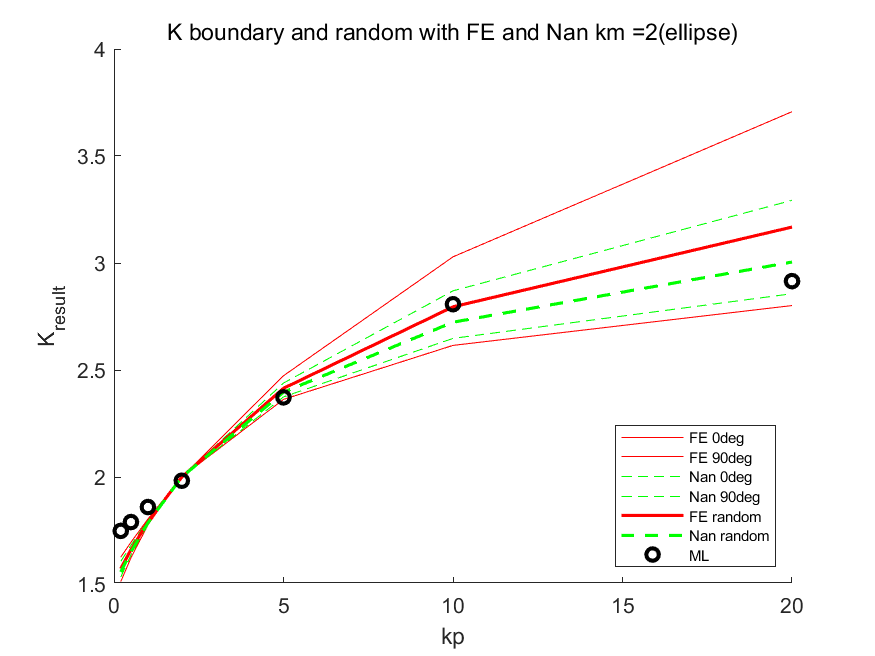 K boundary and random with FE and Nan km =2(ellipse)
4
3.5
3
2.5
2
1.5
K_result
0
5
10
15
20
kp
FE 0deg
FE 90deg
Nan 0deg
Nan 90deg
FE random
Nan random
ML